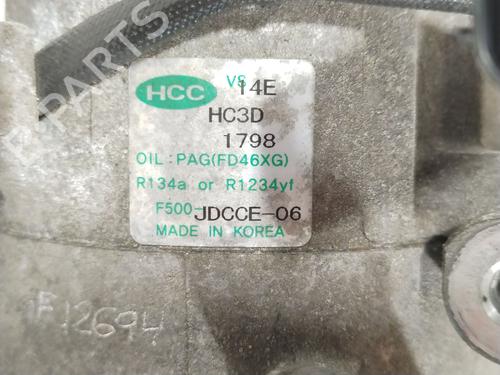 HCC VS 14E
HC3D
1798
OIL : PAG(FD46XG)
R134a or R1234yf
F500-JDCCE-06
MADE IN KOREA
F12694